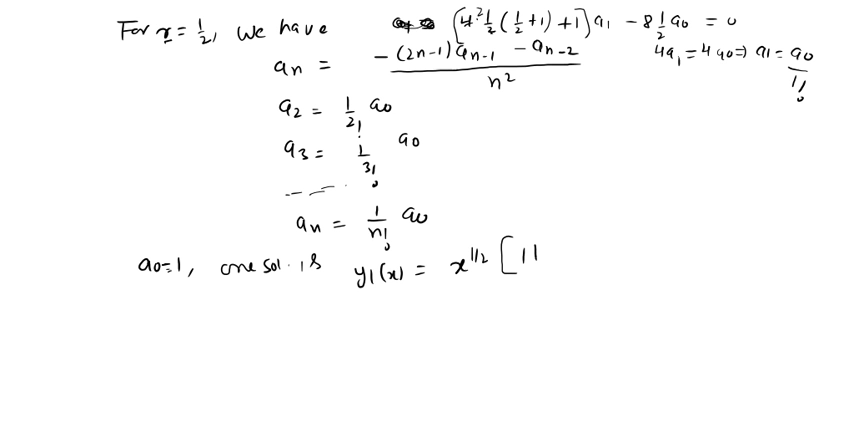 For r = 1/2, we have [4·1/2(1/2+1)+1]a₁ - 8 1/2 a₀ = 0
aₙ = (-(2n-1)aₙ₋₁ - aₙ₋₂)/n² 4a₁ = 4a₀ ⇒ a₁ = a₀/1!
a₂ = 1/2! a₀
a₃ = 1/3! a₀
-----
aₙ = 1/n! a₀
a₀=1, one sol. is y₁(x) = x^1/2 [11